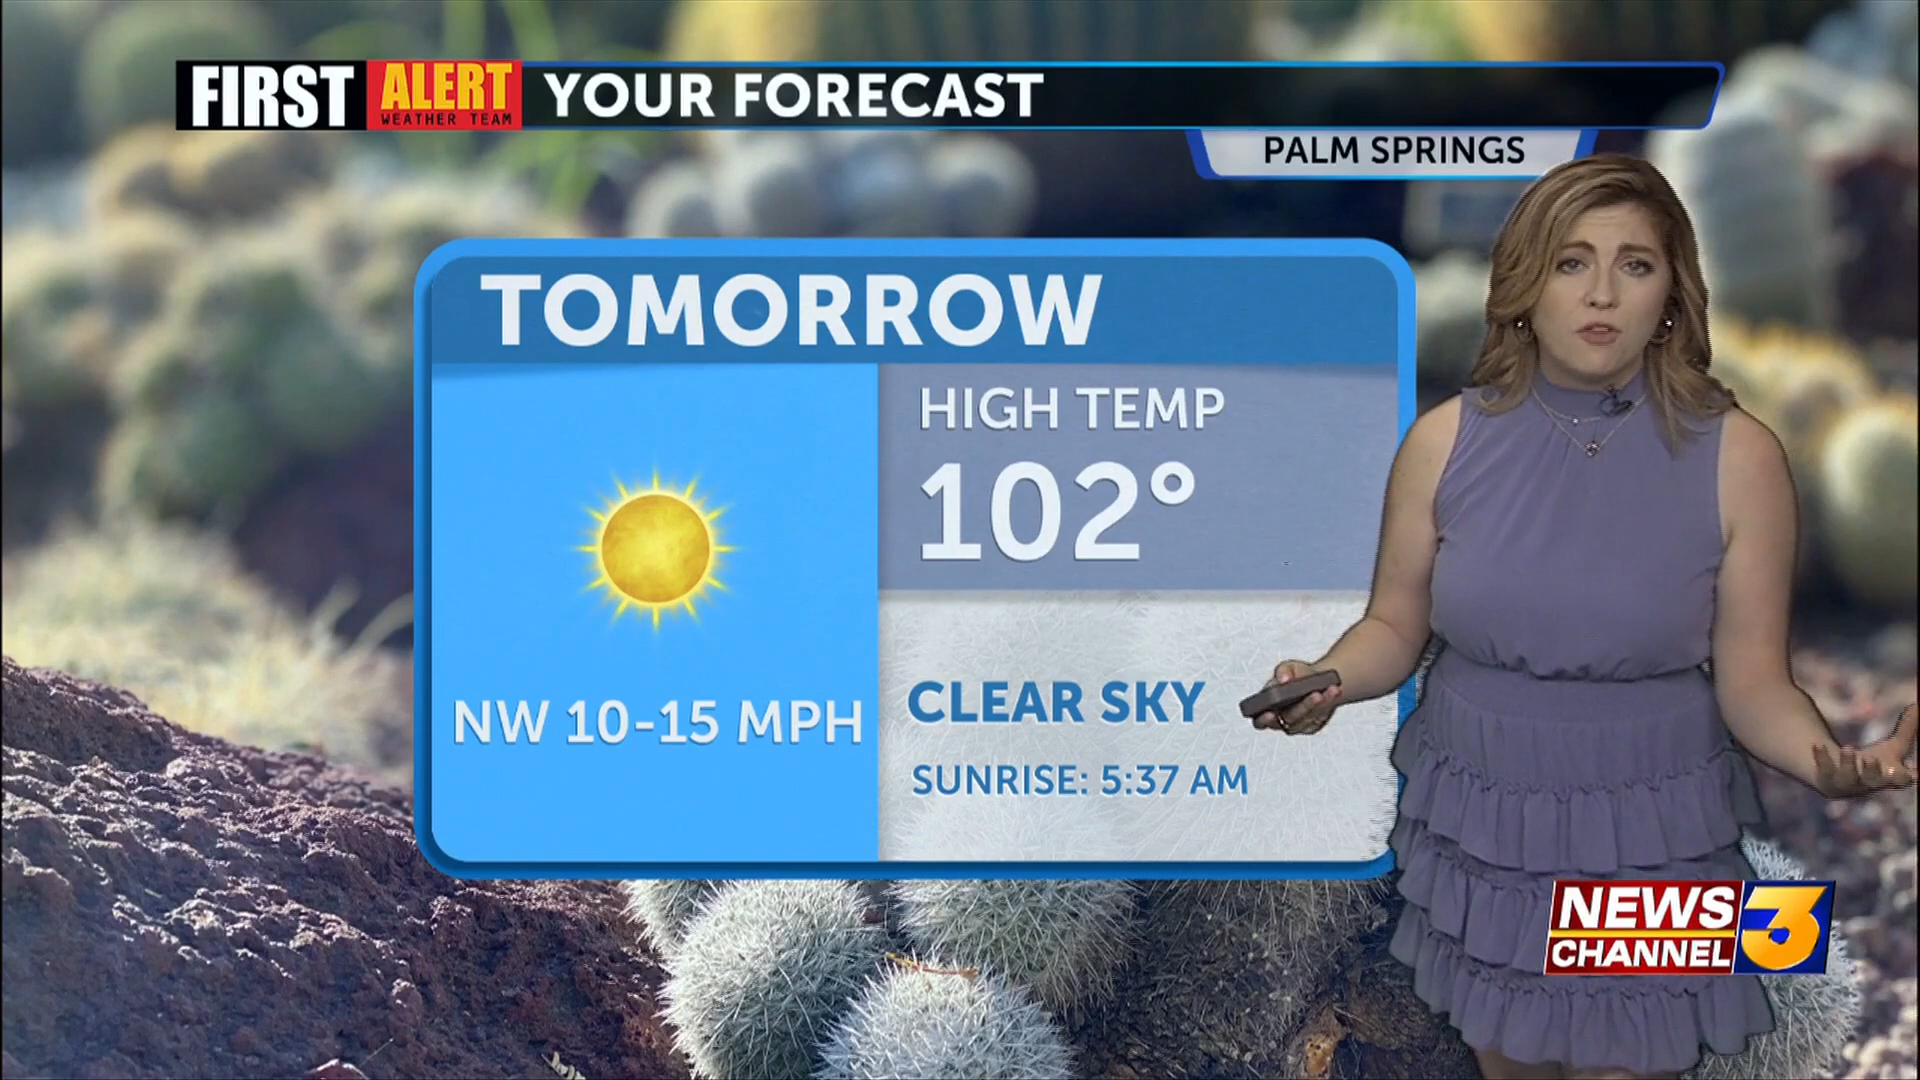 FIRST ALERT WEATHER TEAM YOUR FORECAST
PALM SPRINGS
TOMORROW
HIGH TEMP
102°
NW 10-15 MPH
CLEAR SKY
SUNRISE: 5:37 AM
NEWS
CHANNEL 3